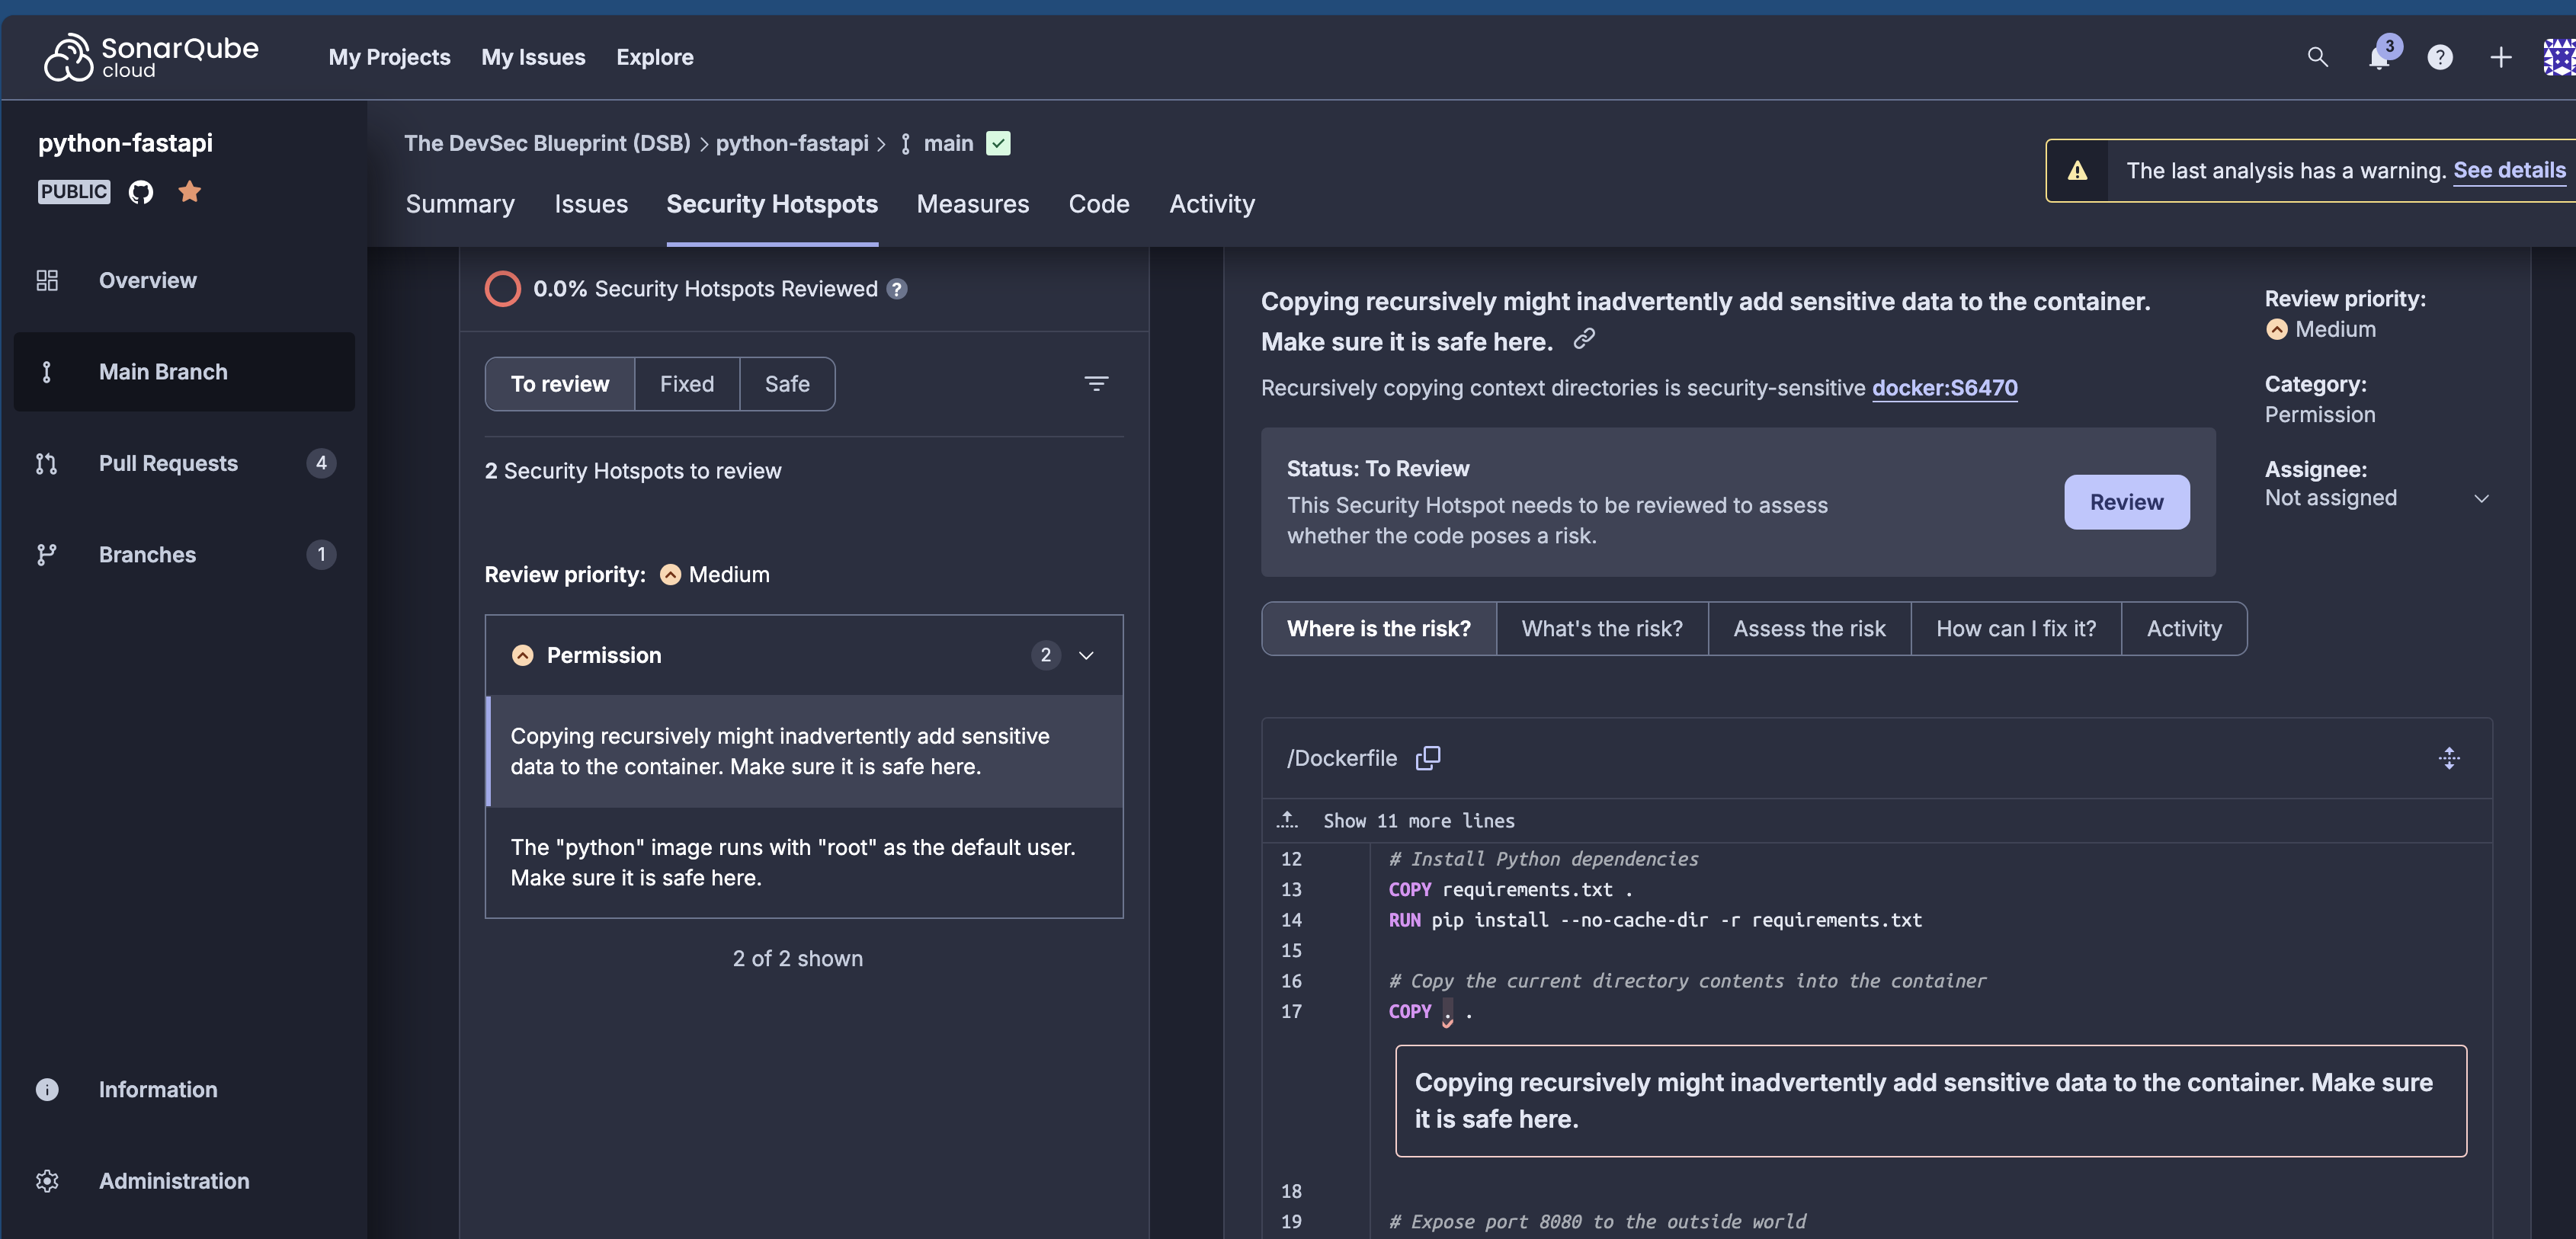 SonarQube cloud
My Projects My Issues Explore
3
python-fastapi
PUBLIC
Overview
Main Branch
Pull Requests 4
Branches 1
Information
Administration
The DevSec Blueprint (DSB) > python-fastapi > main
The last analysis has a warning. See details
Summary Issues Security Hotspots Measures Code Activity
0.0% Security Hotspots Reviewed ?
To review Fixed Safe
2 Security Hotspots to review
Review priority: Medium
Permission 2
Copying recursively might inadvertently add sensitive
data to the container. Make sure it is safe here.
The "python" image runs with "root" as the default user.
Make sure it is safe here.
2 of 2 shown
Copying recursively might inadvertently add sensitive data to the container.
Make sure it is safe here.
Recursively copying context directories is security-sensitive docker:S6470
Status: To Review
This Security Hotspot needs to be reviewed to assess
whether the code poses a risk.
Review
Review priority:
Medium
Category:
Permission
Assignee:
Not assigned
Where is the risk? What's the risk? Assess the risk How can I fix it? Activity
/Dockerfile
Show 11 more lines
12 # Install Python dependencies
13 COPY requirements.txt .
14 RUN pip install --no-cache-dir -r requirements.txt
15
16 # Copy the current directory contents into the container
17 COPY . .
Copying recursively might inadvertently add sensitive data to the container. Make sure
it is safe here.
18
19 # Expose port 8080 to the outside world